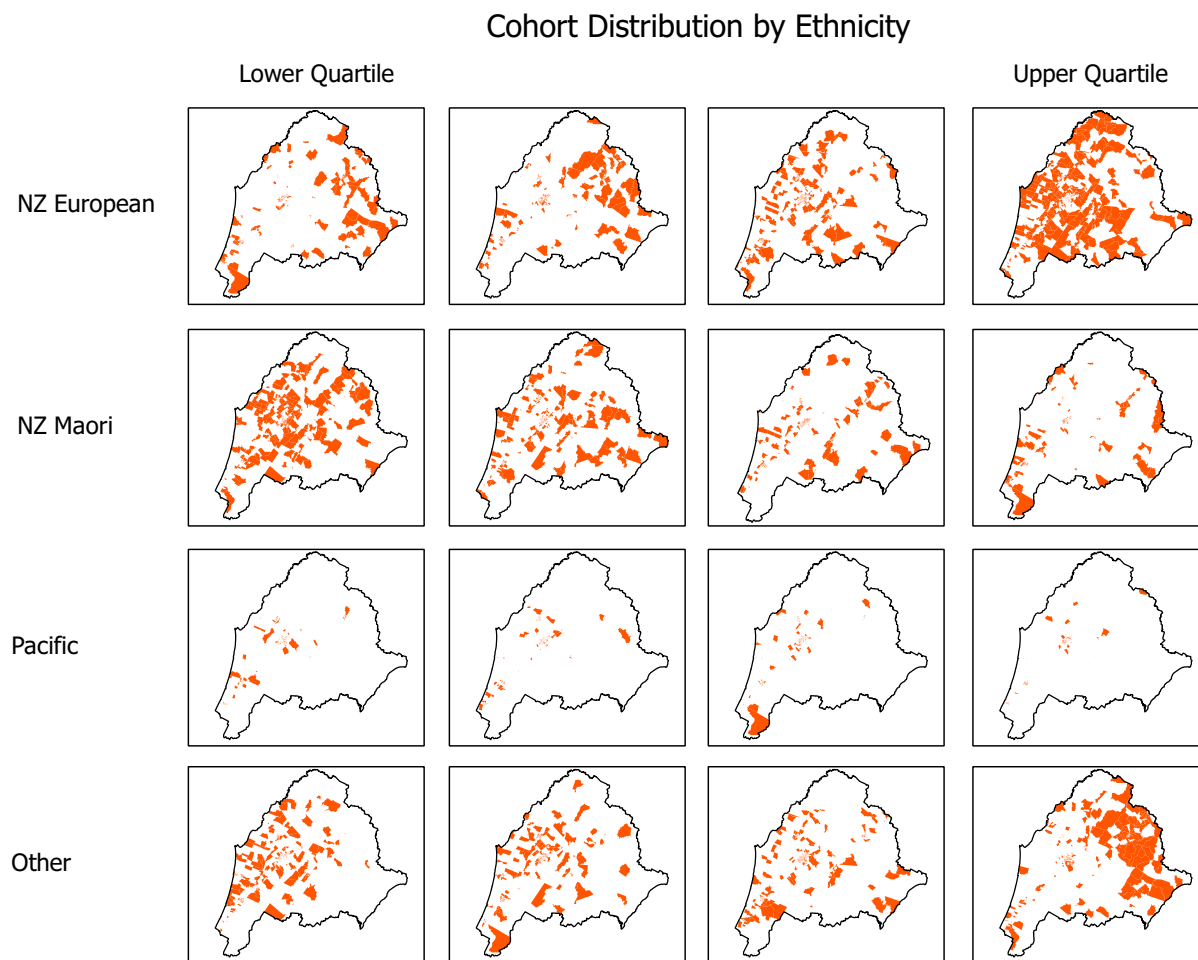 Cohort Distribution by Ethnicity
Lower Quartile
Upper Quartile
NZ European
NZ Maori
Pacific
Other